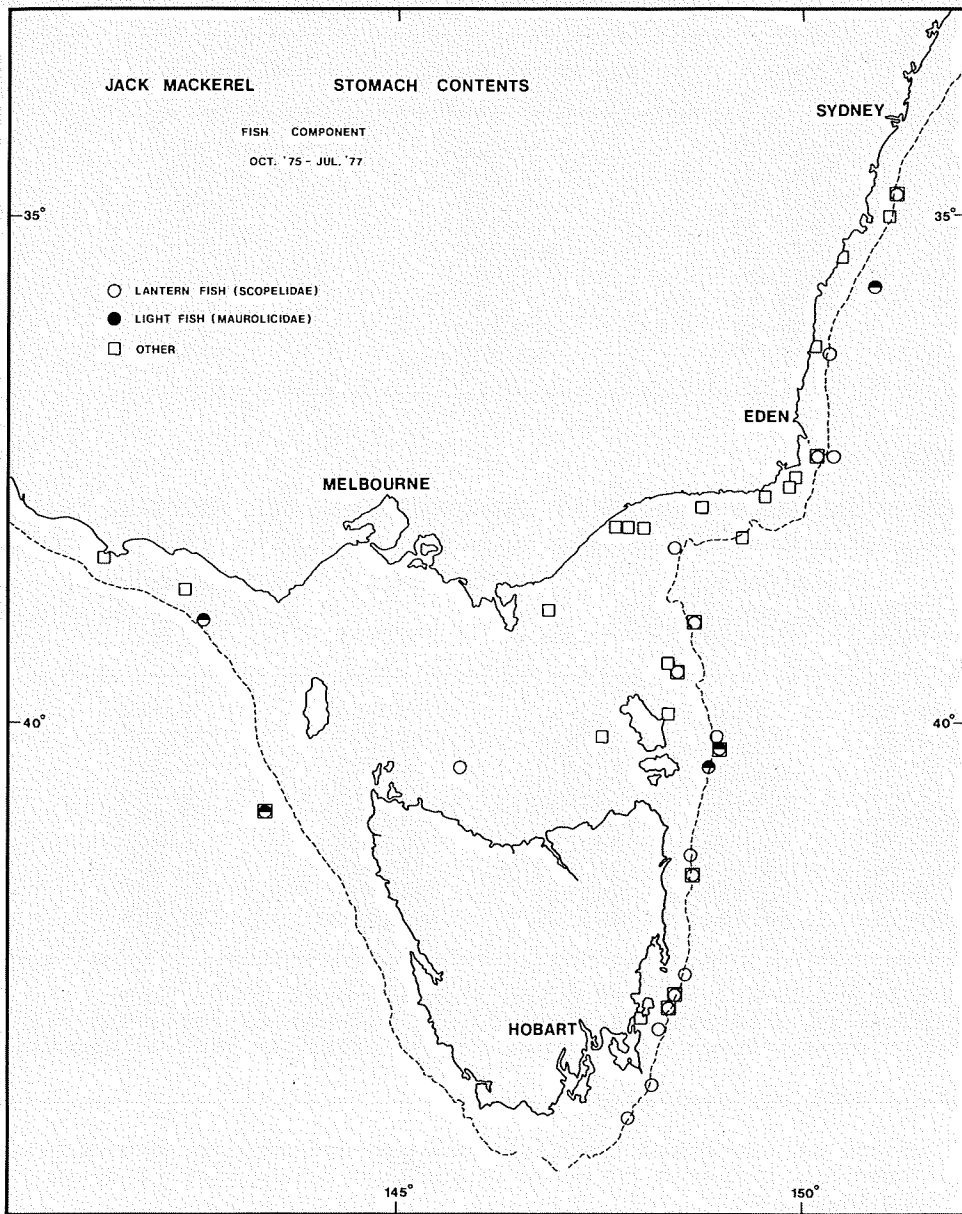 JACK MACKEREL STOMACH CONTENTS
FISH COMPONENT
OCT. '75 - JUL. '77
SYDNEY
35° 35°
LANTERN FISH (SCOPELIDAE)
LIGHT FISH (MAUROLICIDAE)
OTHER
EDEN
MELBOURNE
40° 40°
HOBART
145° 150°